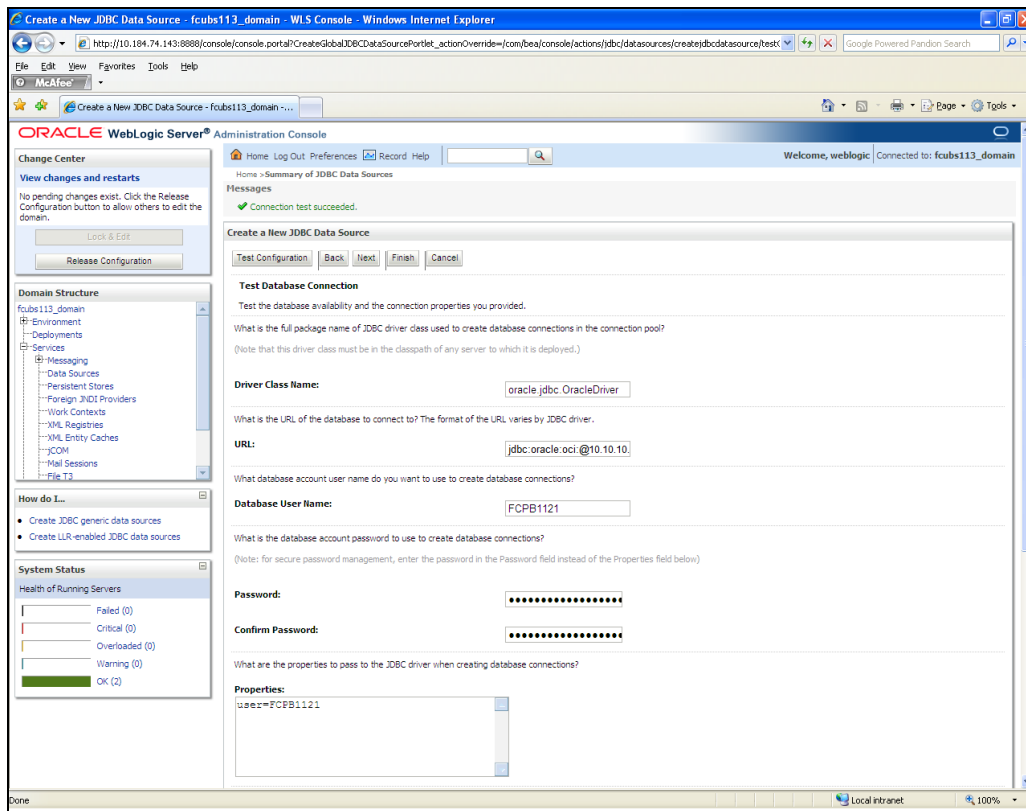 Create a New JDBC Data Source - fcubs113_domain - WLS Console - Windows Internet Explorer
http://10.184.74.143:8888/console/console.portal?CreateGlobalJDBCDataSourcePortlet_actionOverride=/com/bea/console/actions/jdbc/datasources/createjdbcdatasource/test(
Google Powered Paridion Search
File Edit View Favorites Tools Help
McAfee
Create a New JDBC Data Source - fcubs113_domain -...
Page Tools
ORACLE WebLogic Server® Administration Console
Change Center
View changes and restarts
No pending changes exist. Click the Release
Configuration button to allow others to edit the
domain.
Lock & Edit
Release Configuration
Domain Structure
fcubs113_domain
Environment
Deployments
Services
Messaging
Data Sources
Persistent Stores
Foreign JNDI Providers
Work Contexts
XML Registries
XML Entity Caches
jCOM
Mail Sessions
File T3
How do I...
Create JDBC generic data sources
Create LLR-enabled JDBC data sources
System Status
Health of Running Servers
Failed (0)
Critical (0)
Overloaded (0)
Warning (0)
OK (2)
Home Log Out Preferences Record Help
Welcome, weblogic Connected to: fcubs113_domain
Home >Summary of JDBC Data Sources
Messages
Connection test succeeded.
Create a New JDBC Data Source
Test Configuration Back Next Finish Cancel
Test Database Connection
Test the database availability and the connection properties you provided.
What is the full package name of JDBC driver class used to create database connections in the connection pool?
(Note that this driver class must be in the classpath of any server to which it is deployed.)
Driver Class Name: oracle.jdbc.OracleDriver
What is the URL of the database to connect to? The format of the URL varies by JDBC driver.
URL: jdbc:oracle:oci:@10.10.10.
What database account user name do you want to use to create database connections?
Database User Name: FCPB1121
What is the database account password to use to create database connections?
(Note: for secure password management, enter the password in the Password field instead of the Properties field below)
Password: ••••••••••••••••••
Confirm Password: ••••••••••••••••••
What are the properties to pass to the JDBC driver when creating database connections?
Properties:
user=FCPB1121
Done
Local intranet
100%